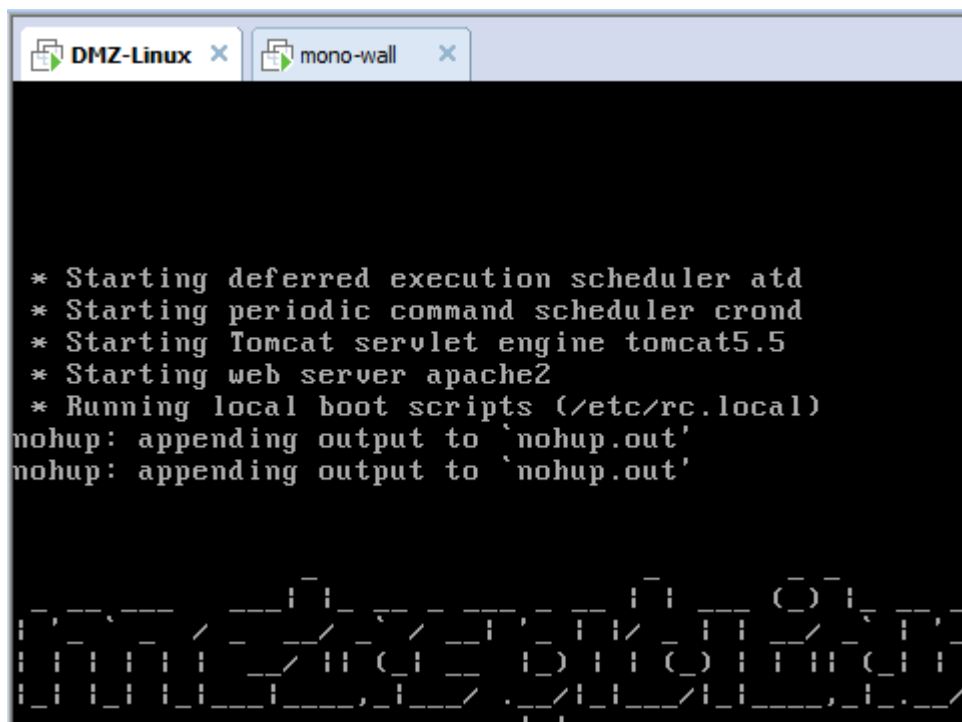 DMZ-Linux
mono-wall
* Starting deferred execution scheduler atd
* Starting periodic command scheduler crond
* Starting Tomcat servlet engine tomcat5.5
* Starting web server apache2
* Running local boot scripts (/etc/rc.local)
nohup: appending output to `nohup.out'
nohup: appending output to `nohup.out'